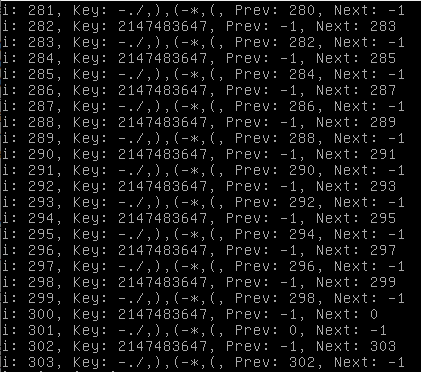 i: 281, Key: -./,),(-*,(, Prev: 280, Next: -1
i: 282, Key: 2147483647, Prev: -1, Next: 283
i: 283, Key: -./,),(-*,(, Prev: 282, Next: -1
i: 284, Key: 2147483647, Prev: -1, Next: 285
i: 285, Key: -./,),(-*,(, Prev: 284, Next: -1
i: 286, Key: 2147483647, Prev: -1, Next: 287
i: 287, Key: -./,),(-*,(, Prev: 286, Next: -1
i: 288, Key: 2147483647, Prev: -1, Next: 289
i: 289, Key: -./,),(-*,(, Prev: 288, Next: -1
i: 290, Key: 2147483647, Prev: -1, Next: 291
i: 291, Key: -./,),(-*,(, Prev: 290, Next: -1
i: 292, Key: 2147483647, Prev: -1, Next: 293
i: 293, Key: -./,),(-*,(, Prev: 292, Next: -1
i: 294, Key: 2147483647, Prev: -1, Next: 295
i: 295, Key: -./,),(-*,(, Prev: 294, Next: -1
i: 296, Key: 2147483647, Prev: -1, Next: 297
i: 297, Key: -./,),(-*,(, Prev: 296, Next: -1
i: 298, Key: 2147483647, Prev: -1, Next: 299
i: 299, Key: -./,),(-*,(, Prev: 298, Next: -1
i: 300, Key: 2147483647, Prev: -1, Next: 0
i: 301, Key: -./,),(-*,(, Prev: 0, Next: -1
i: 302, Key: 2147483647, Prev: -1, Next: 303
i: 303, Key: -./,),(-*,(, Prev: 302, Next: -1